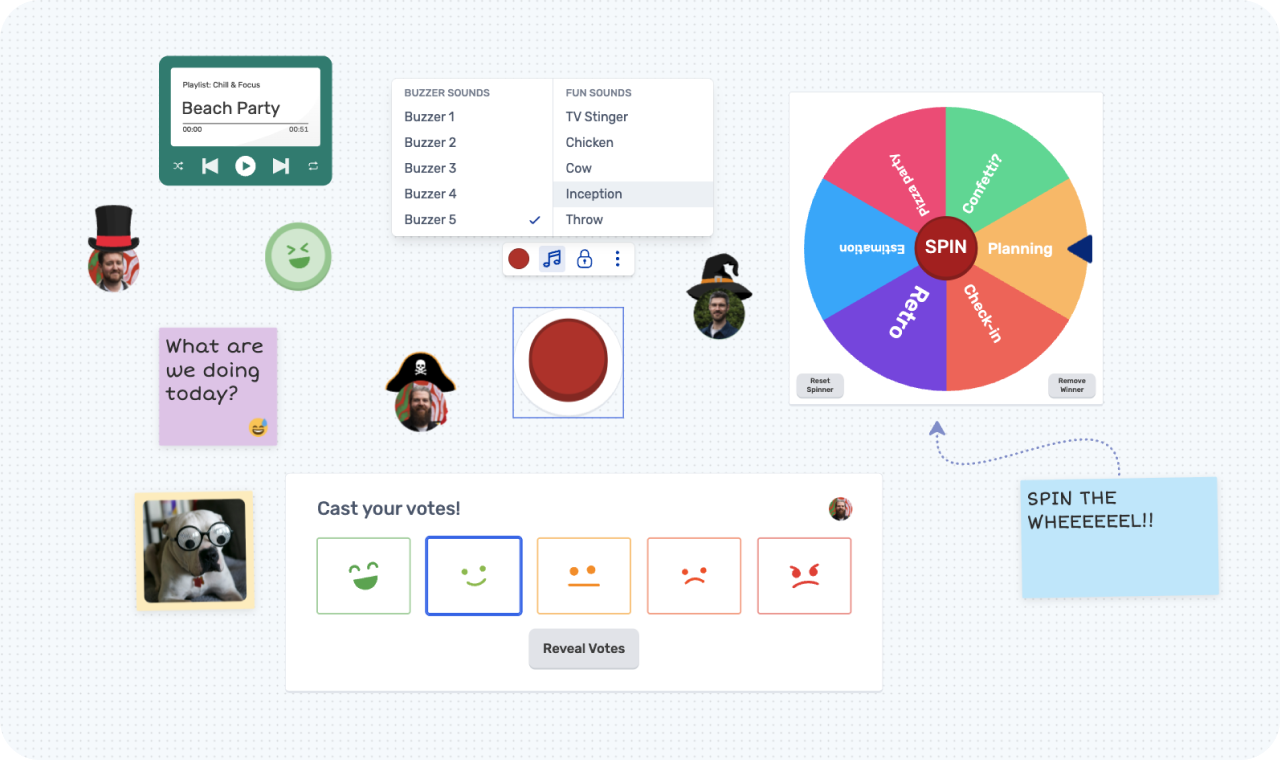 Playlist: Chill & Focus
Beach Party
00:00 00:51
BUZZER SOUNDS
Buzzer 1
Buzzer 2
Buzzer 3
Buzzer 4
Buzzer 5
FUN SOUNDS
TV Stinger
Chicken
Cow
Inception
Throw
Pizza party
Confetti?
Estimation
SPIN
Planning
Retro
Check-in
Reset
Spinner
Remove
Winner
What are
we doing
today?
SPIN THE
WHEEEEEEL!!
Cast your votes!
Reveal Votes